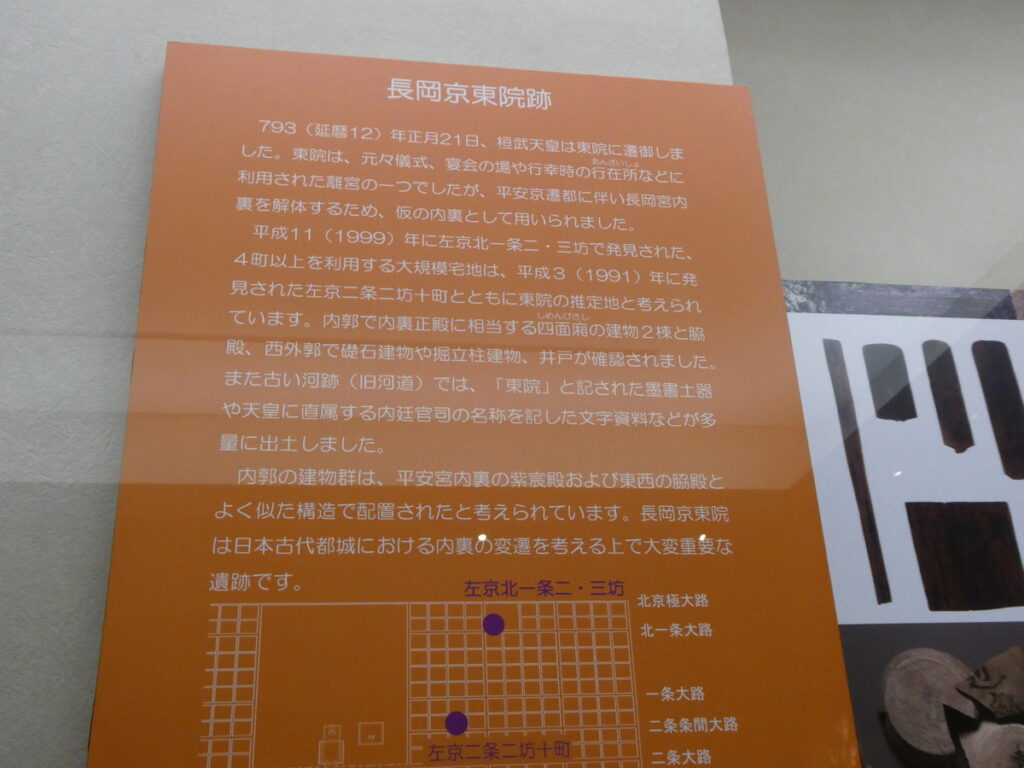 長岡京東院跡
793（延暦12）年正月21日、桓武天皇は東院に遷御しま
した。東院は、元々儀式、宴会の場や行幸時の行在所などに
あんざいしょ
利用された離宮の一つでしたが、平安京遷都に伴い長岡宮内
裏を解体するため、仮の内裏として用いられました。
平成11（1999）年に左京北一条二・三坊で発見された、
4町以上を利用する大規模宅地は、平成3（1991）年に発
見された左京二条二坊十町とともに東院の推定地と考えられ
ています。内郭で内裏正殿に相当する四面廂の建物2棟と脇
しめんびさし
殿、西外郭で礎石建物や掘立柱建物、井戸が確認されました。
また古い河跡（旧河道）では、「東院」と記された墨書土器
や天皇に直属する内廷官司の名称を記した文字資料などが多
量に出土しました。
内郭の建物群は、平安宮内裏の紫宸殿および東西の脇殿と
よく似た構造で配置されたと考えられています。長岡京東院
は日本古代都城における内裏の変遷を考える上で大変重要な
遺跡です。
左京北一条二・三坊
北京極大路
北一条大路
一条大路
二条条間大路
左京二条二坊十町
二条大路